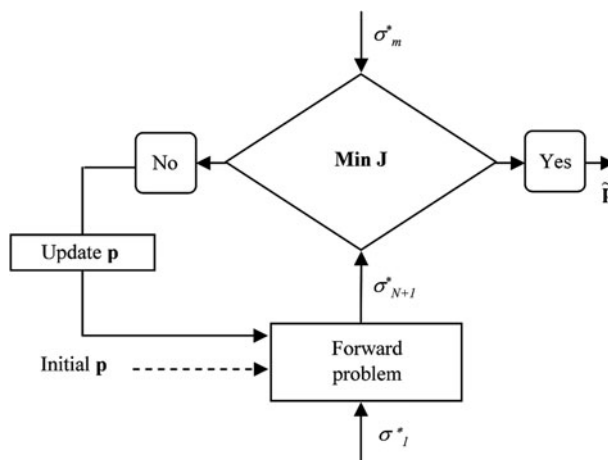 σ*m
No
Min J
Yes
p̃
Update p
σ*N+1
Initial p
Forward
problem
σ*1